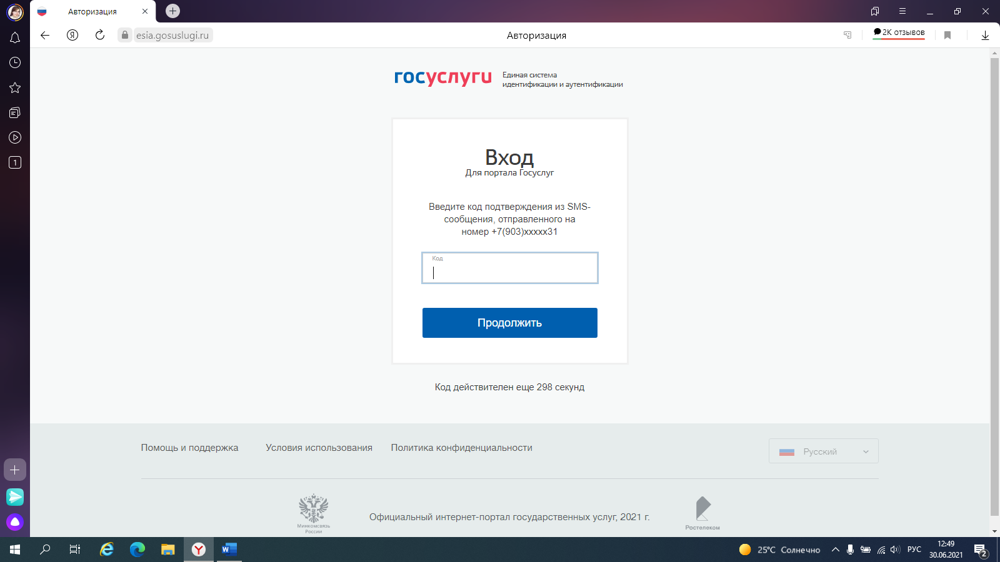 Авторизация
esia.gosuslugi.ru
Авторизация
2К отзывов
1
госуслуги
Единая система
идентификации и аутентификации
Вход
Для портала Госуслуг
Введите код подтверждения из SMS-
сообщения, отправленного на
номер +7(903)xxxxx31
Код
Продолжить
Код действителен еще 298 секунд
Помощь и поддержка
Условия использования
Политика конфиденциальности
Русский
Минкомсвязь
России
Официальный интернет-портал государственных услуг, 2021 г.
Ростелеком
25°C Солнечно
РУС
12:49
30.06.2021
2